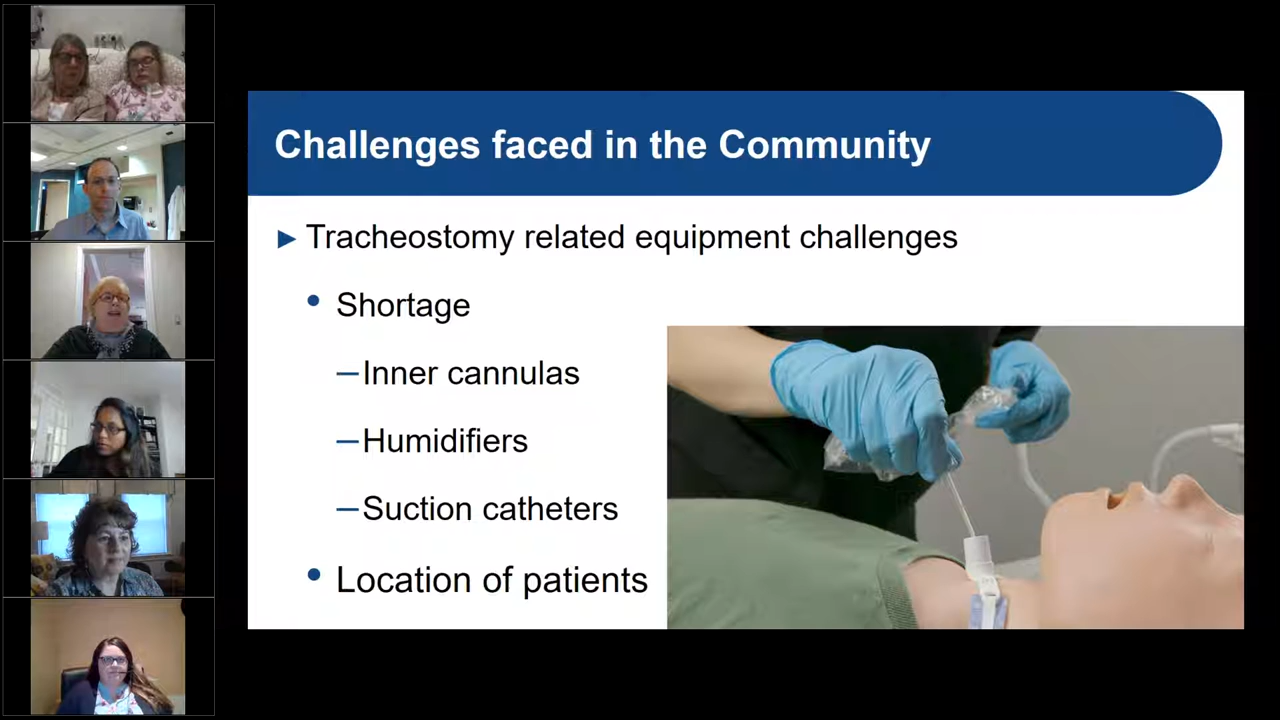 Challenges faced in the Community
Tracheostomy related equipment challenges
Shortage
Inner cannulas
Humidifiers
Suction catheters
Location of patients